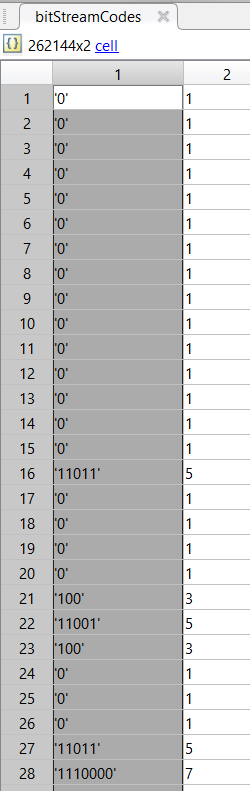 bitStreamCodes
{} 262144x2 cell
1 2
1 '0' 1
2 '0' 1
3 '0' 1
4 '0' 1
5 '0' 1
6 '0' 1
7 '0' 1
8 '0' 1
9 '0' 1
10 '0' 1
11 '0' 1
12 '0' 1
13 '0' 1
14 '0' 1
15 '0' 1
16 '11011' 5
17 '0' 1
18 '0' 1
19 '0' 1
20 '0' 1
21 '100' 3
22 '11001' 5
23 '100' 3
24 '0' 1
25 '0' 1
26 '0' 1
27 '11011' 5
28 '1110000' 7